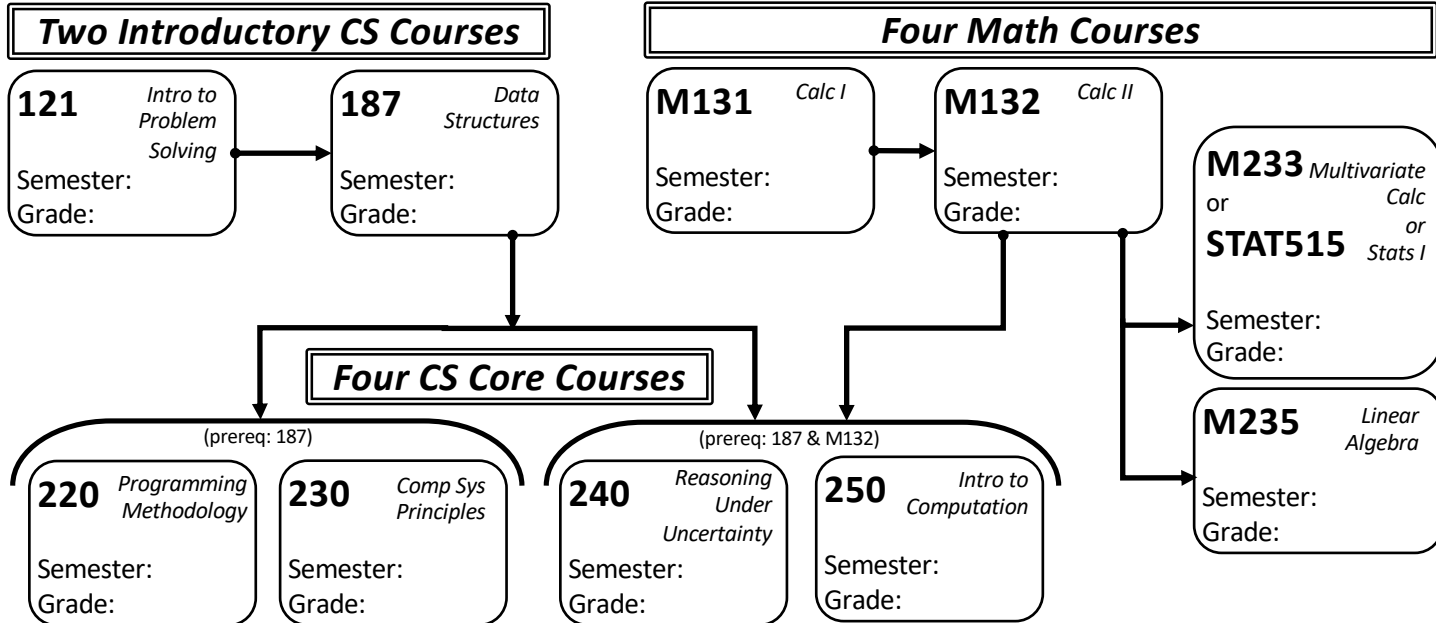 Two Introductory CS Courses
Four Math Courses
121
Intro to
Problem
Solving
Semester:
Grade:
187
Data
Structures
Semester:
Grade:
M131
Calc I
Semester:
Grade:
M132
Calc II
Semester:
Grade:
M233 Multivariate
Calc
or
or
STAT515
Stats I
Semester:
Grade:
M235
Linear
Algebra
Semester:
Grade:
Four CS Core Courses
(prereq: 187)
220
Programming
Methodology
Semester:
Grade:
230
Comp Sys
Principles
Semester:
Grade:
(prereq: 187 & M132)
240
Reasoning
Under
Uncertainty
Semester:
Grade:
250
Intro to
Computation
Semester:
Grade: